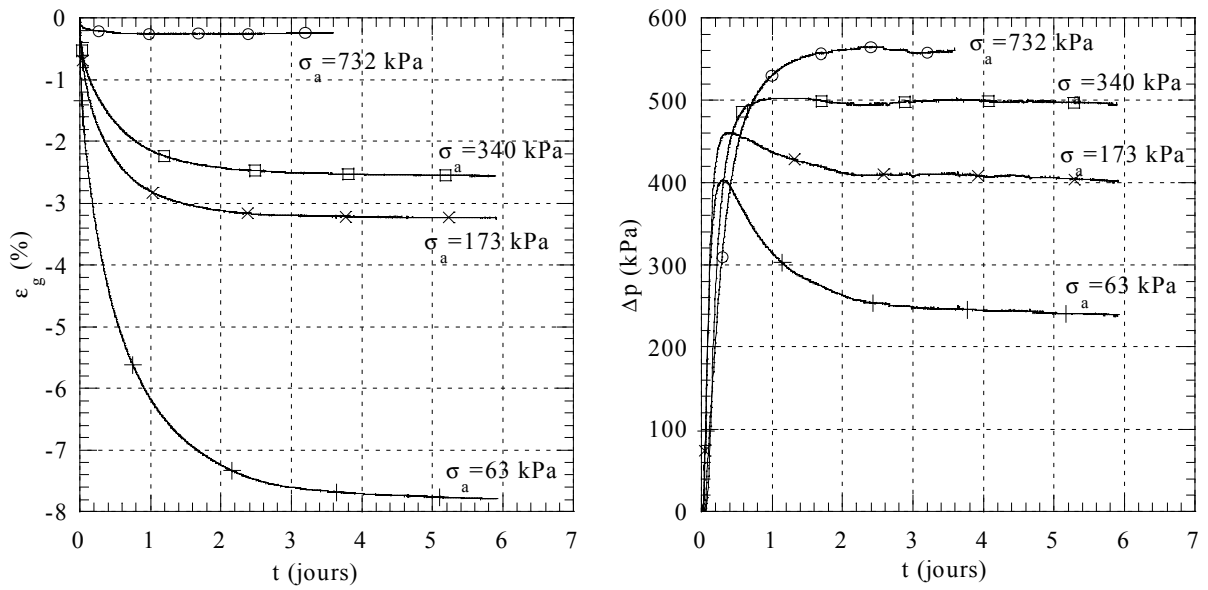 0
-1
-2
-3
-4
-5
-6
-7
-8
ε_g (%)
σ_a=732 kPa
σ_a=340 kPa
σ_a=173 kPa
σ_a=63 kPa
0 1 2 3 4 5 6 7
t (jours)
600
500
400
300
200
100
0
Δp (kPa)
σ_a=732 kPa
σ_a=340 kPa
σ_a=173 kPa
σ_a=63 kPa
0 1 2 3 4 5 6 7
t (jours)